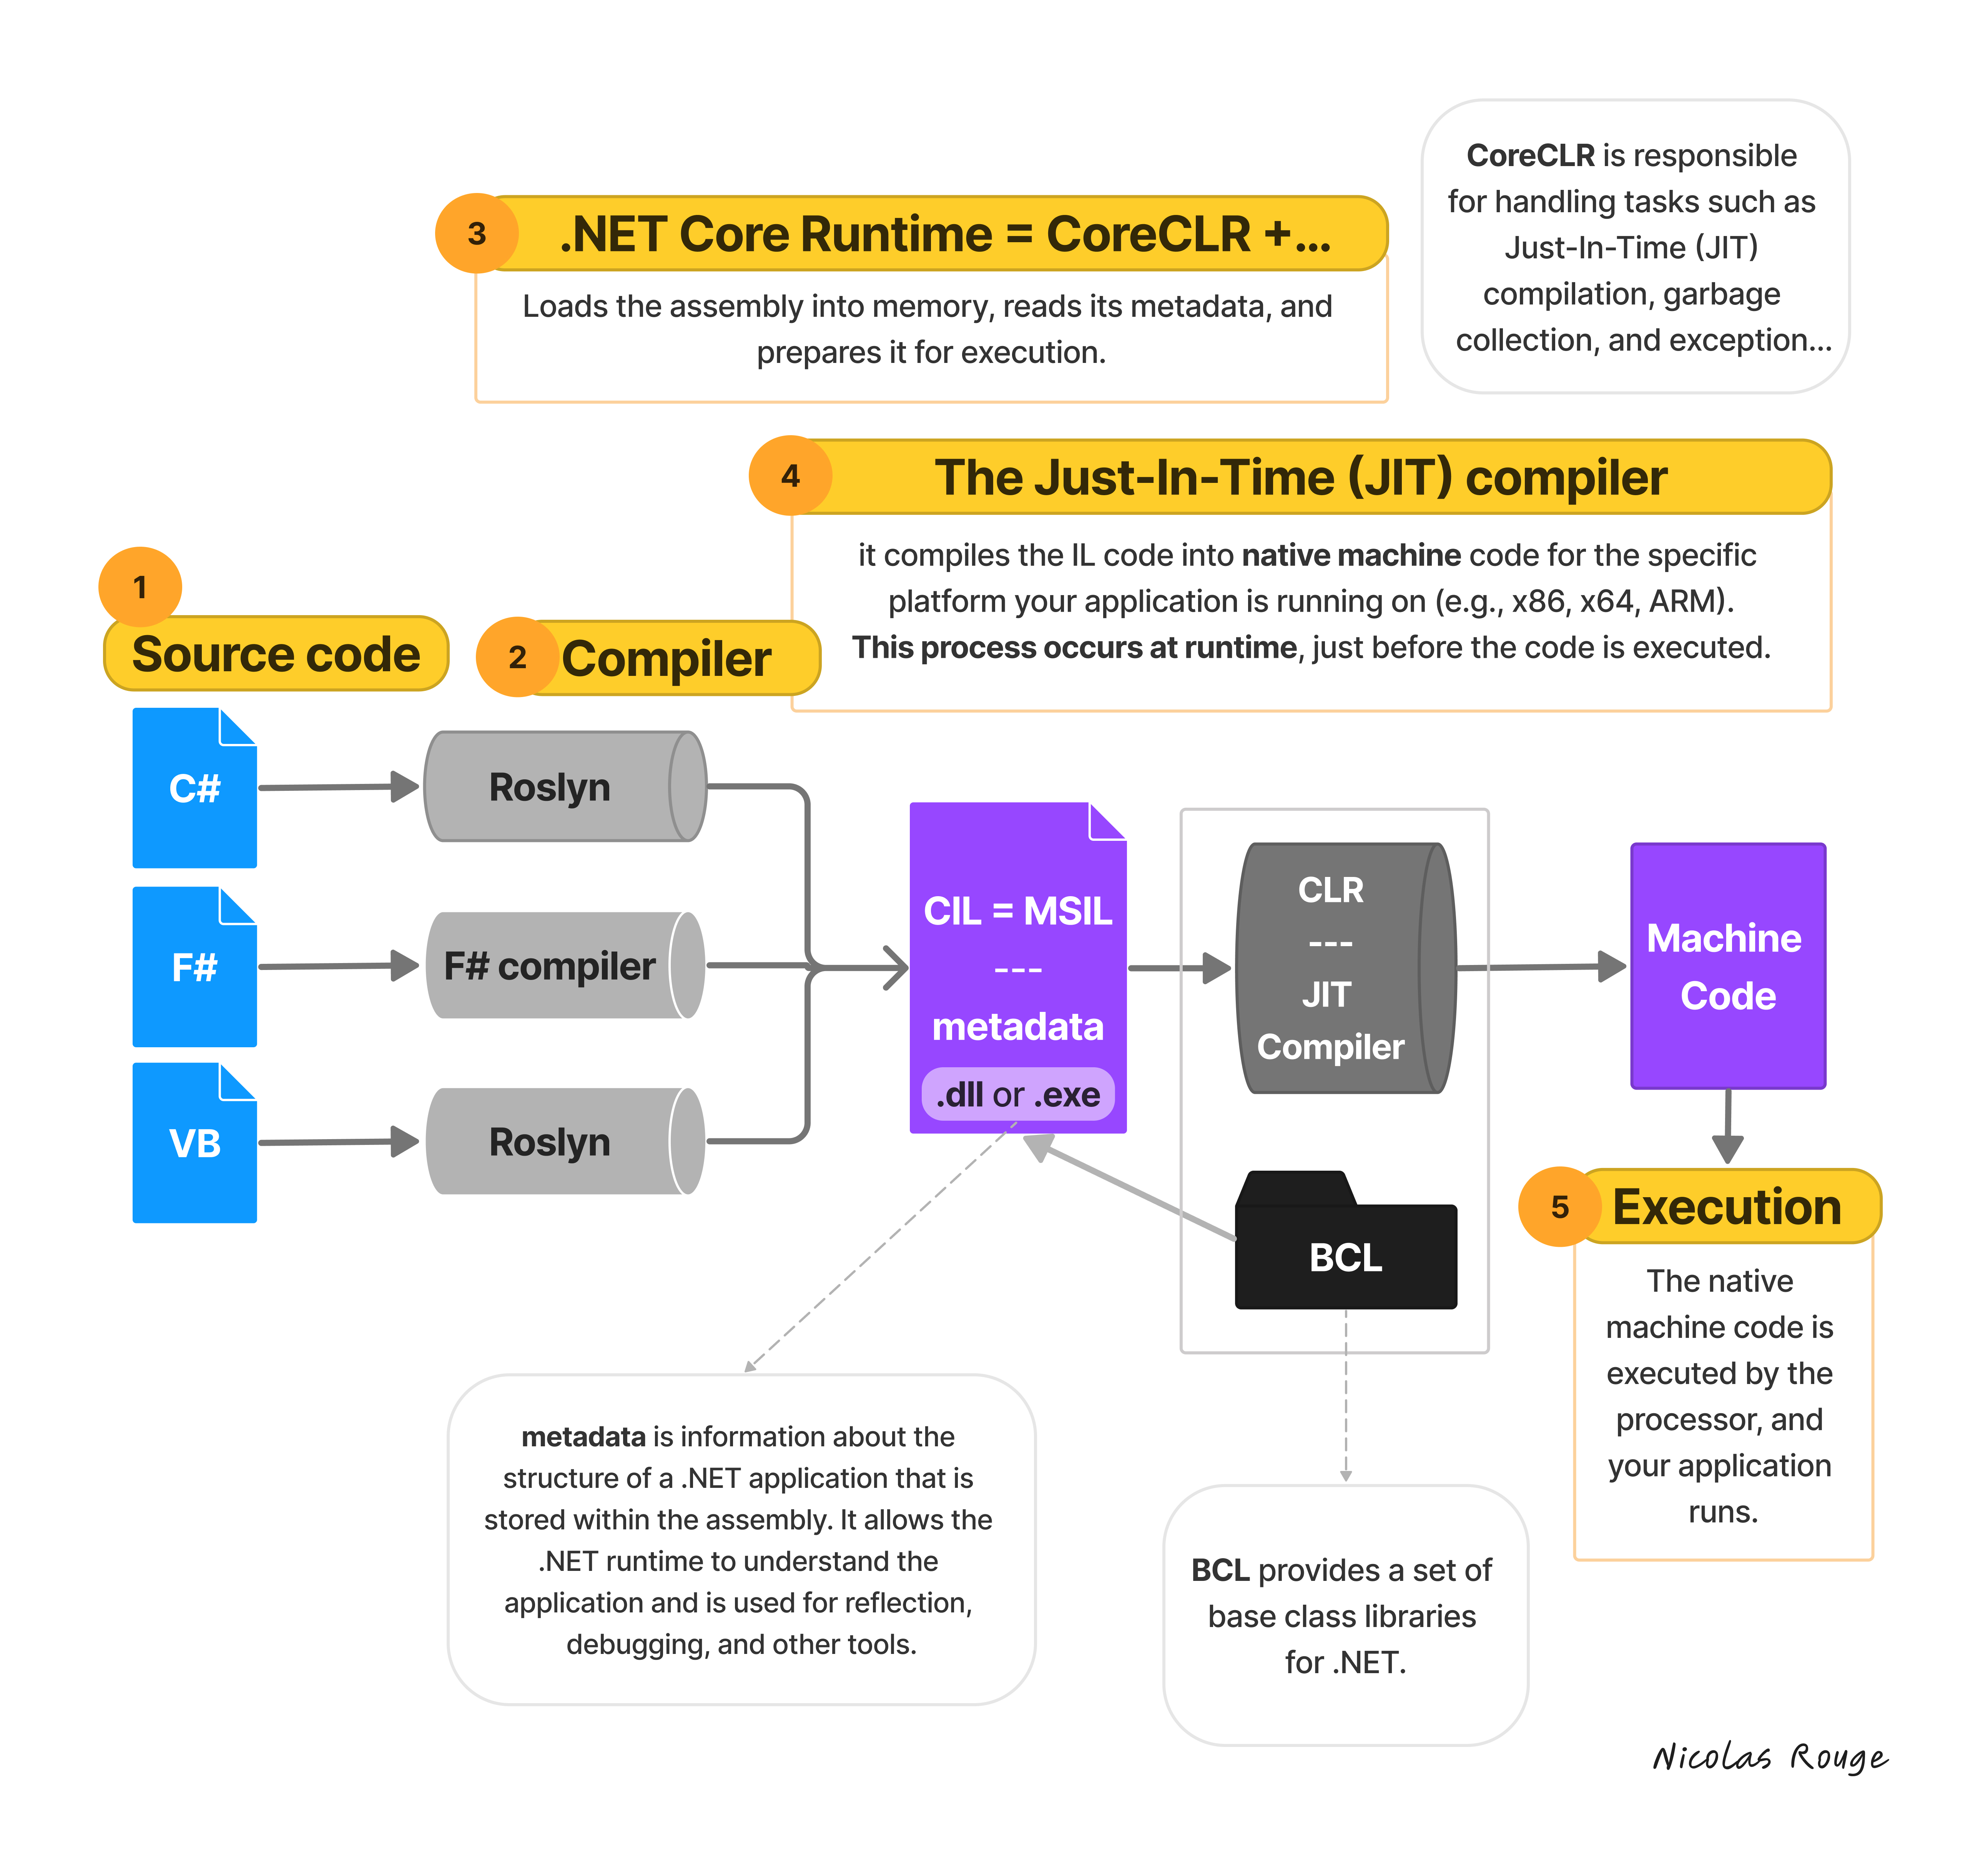 CoreCLR is responsible
for handling tasks such as
Just-In-Time (JIT)
compilation, garbage
collection, and exception...
3
.NET Core Runtime = CoreCLR +...
Loads the assembly into memory, reads its metadata, and
prepares it for execution.
4
The Just-In-Time (JIT) compiler
it compiles the IL code into native machine code for the specific
platform your application is running on (e.g., x86, x64, ARM).
This process occurs at runtime, just before the code is executed.
1
Source code
2
Compiler
C#
Roslyn
F#
F# compiler
VB
Roslyn
CIL = MSIL
---
metadata
.dll or .exe
CLR
---
JIT
Compiler
Machine
Code
BCL
5
Execution
The native
machine code is
executed by the
processor, and
your application
runs.
metadata is information about the
structure of a .NET application that is
stored within the assembly. It allows the
.NET runtime to understand the
application and is used for reflection,
debugging, and other tools.
BCL provides a set of
base class libraries
for .NET.
Nicolas Rouge